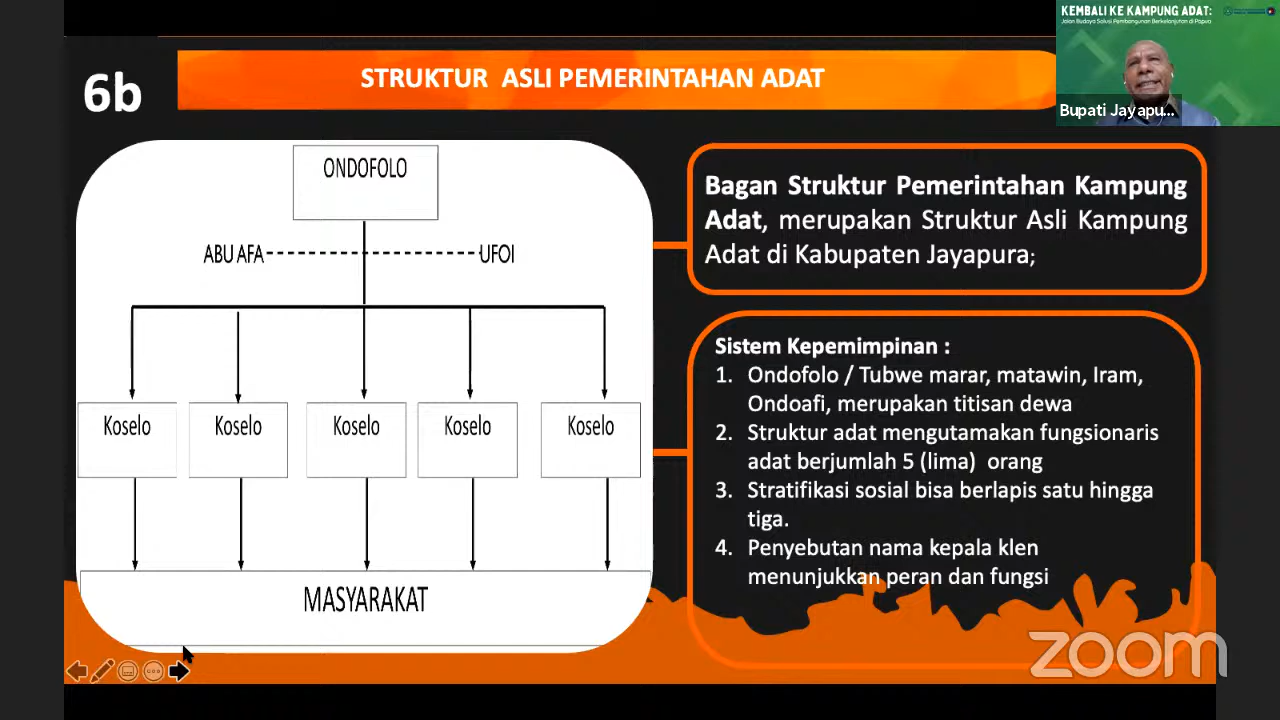 KEMBALI KE KAMPUNG ADAT:
Jalan Budaya Solusi Pembangunan Berkelanjutan di Papua
Bupati Jayapu...
6b
STRUKTUR ASLI PEMERINTAHAN ADAT
ONDOFOLO
ABU AFA
UFOI
Koselo
Koselo
Koselo
Koselo
Koselo
MASYARAKAT
Bagan Struktur Pemerintahan Kampung
Adat, merupakan Struktur Asli Kampung
Adat di Kabupaten Jayapura;
Sistem Kepemimpinan :
1. Ondofolo / Tubwe marar, matawin, Iram,
Ondoafi, merupakan titisan dewa
2. Struktur adat mengutamakan fungsionaris
adat berjumlah 5 (lima) orang
3. Stratifikasi sosial bisa berlapis satu hingga
tiga.
4. Penyebutan nama kepala klen
menunjukkan peran dan fungsi
zoom